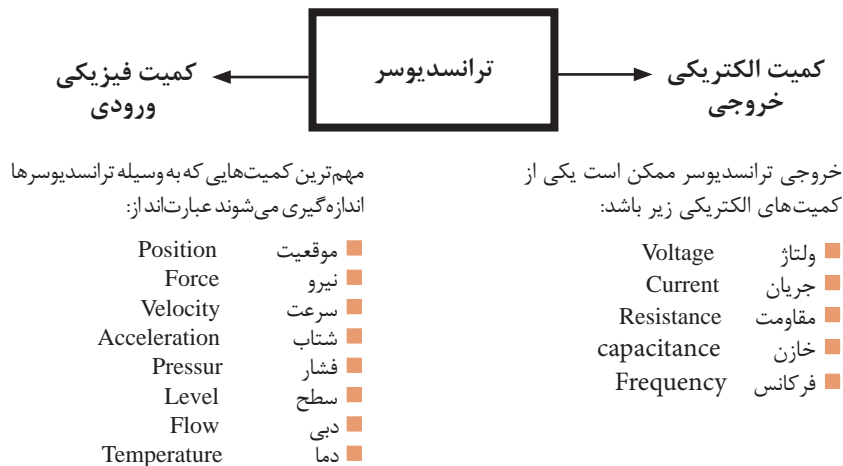 کمیت الکتریکی
خروجی
ترانسدیوسر
کمیت فیزیکی
ورودی
خروجی ترانسدیوسر ممکن است یکی از
کمیت‌های الکتریکی زیر باشد:
ولتاژ Voltage
جریان Current
مقاومت Resistance
خازن capacitance
فرکانس Frequency
مهم‌ترین کمیت‌هایی که به‌وسیله ترانسدیوسرها
اندازه‌گیری می‌شوند عبارت‌اند از:
موقعیت Position
نیرو Force
سرعت Velocity
شتاب Acceleration
فشار Pressur
سطح Level
دبی Flow
دما Temperature